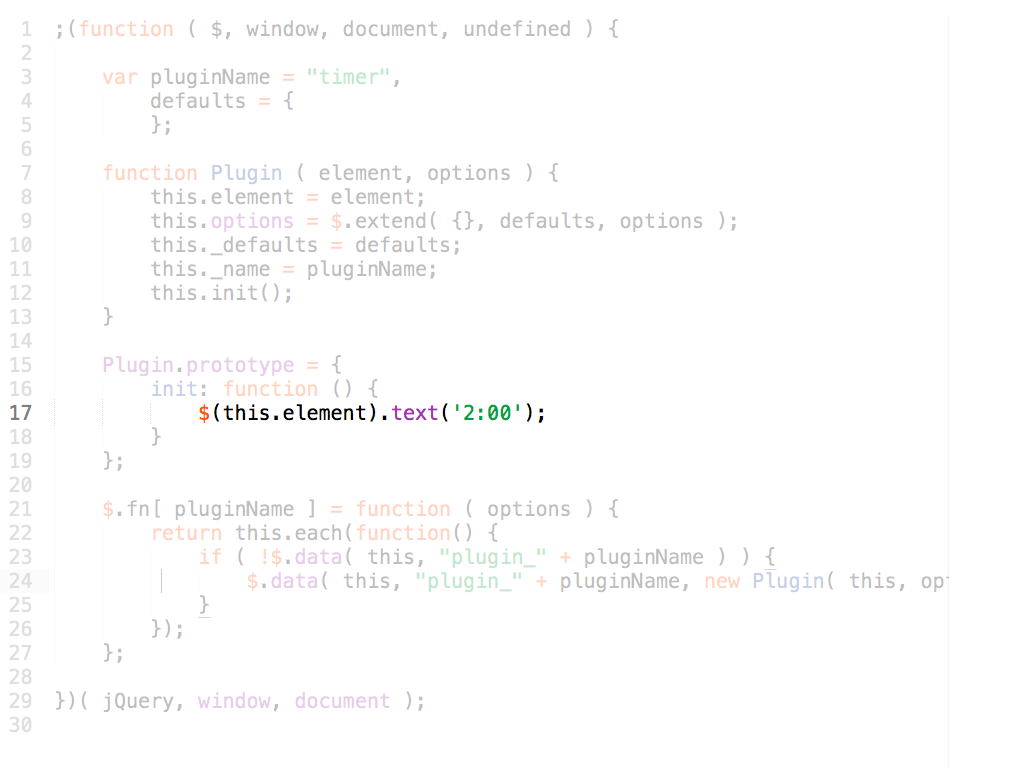 1 ;(function ( $, window, document, undefined ) {
2
3     var pluginName = "timer",
4         defaults = {
5         };
6
7     function Plugin ( element, options ) {
8         this.element = element;
9         this.options = $.extend( {}, defaults, options );
10         this._defaults = defaults;
11         this._name = pluginName;
12         this.init();
13     }
14
15     Plugin.prototype = {
16         init: function () {
17             $(this.element).text('2:00');
18         }
19     };
20
21     $.fn[ pluginName ] = function ( options ) {
22         return this.each(function() {
23             if ( !$.data( this, "plugin_" + pluginName ) ) {
24                 $.data( this, "plugin_" + pluginName, new Plugin( this, op
25             }
26         });
27     };
28
29 })( jQuery, window, document );
30